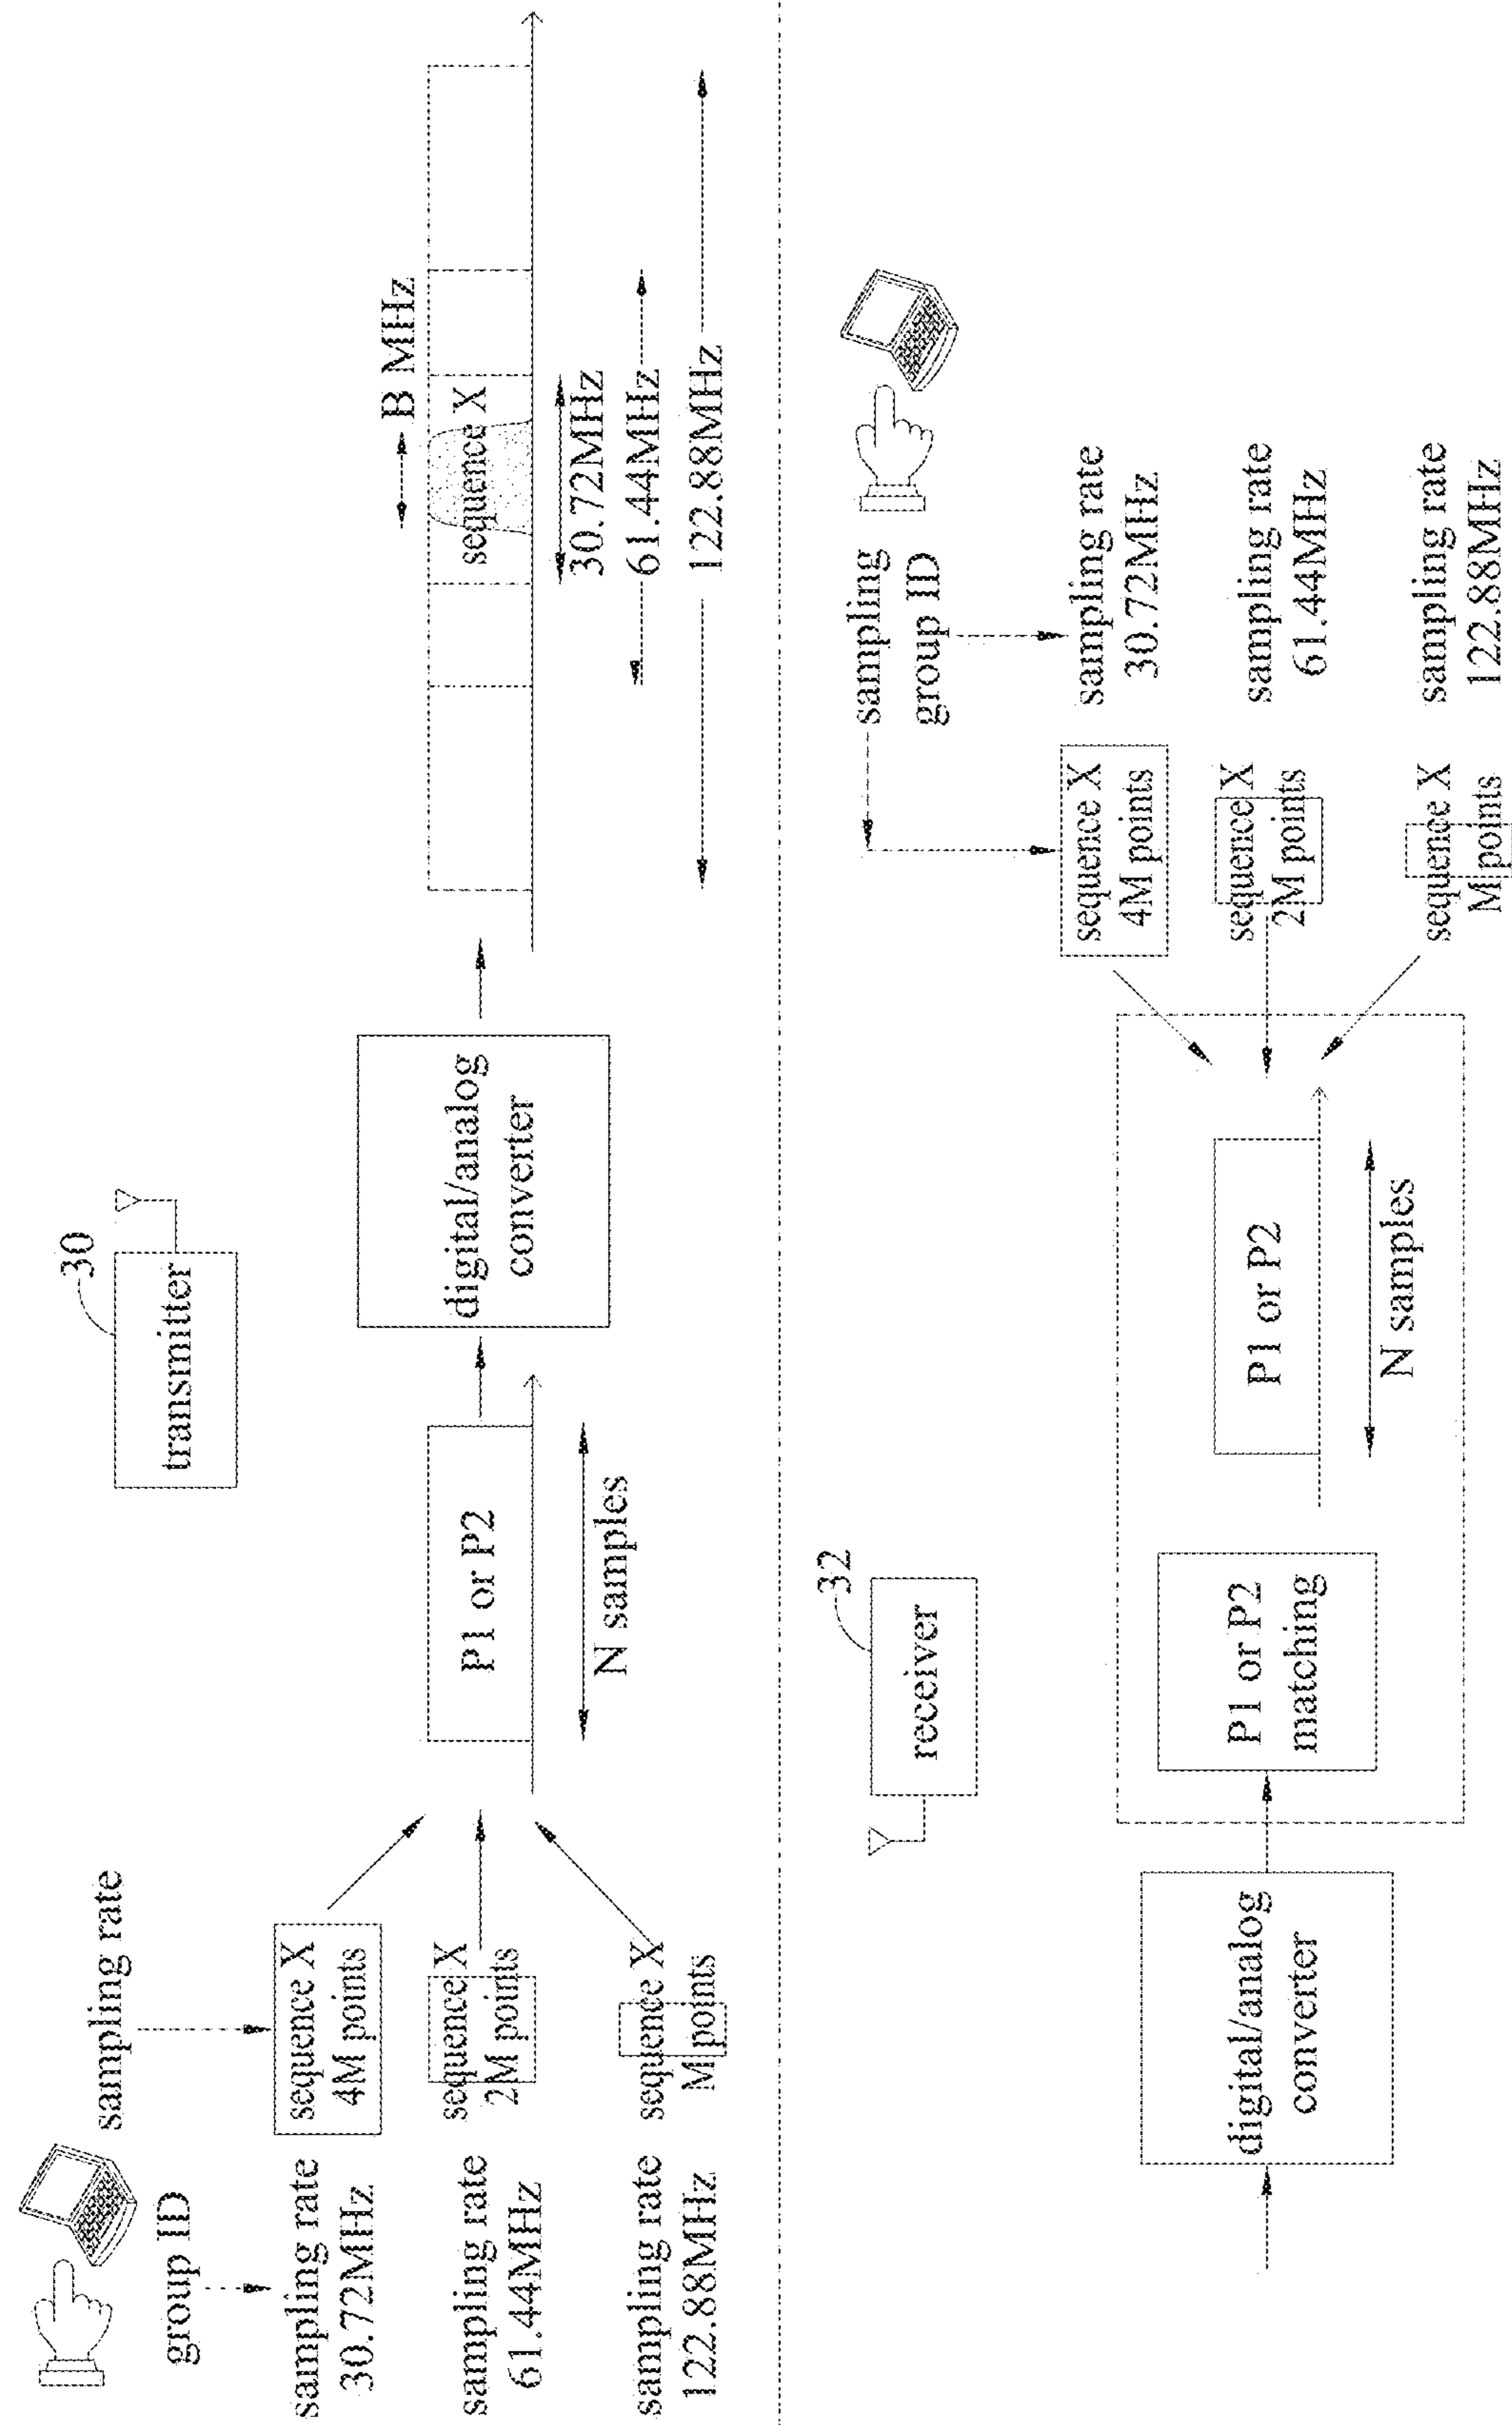 transmitter
30
group ID
sampling rate
sampling rate
30.72MHz
sequence X
4M points
sampling rate
61.44MHz
sequence X
2M points
sampling rate
122.88MHz
sequence X
M points
P1 or P2
N samples
digital/analog
converter
B MHz
sequence X
30.72MHz
61.44MHz
122.88MHz
receiver
32
digital/analog
converter
P1 or P2
matching
P1 or P2
N samples
sampling
group ID
sequence X
4M points
sampling rate
30.72MHz
sequence X
2M points
sampling rate
61.44MHz
sequence X
M points
sampling rate
122.88MHz